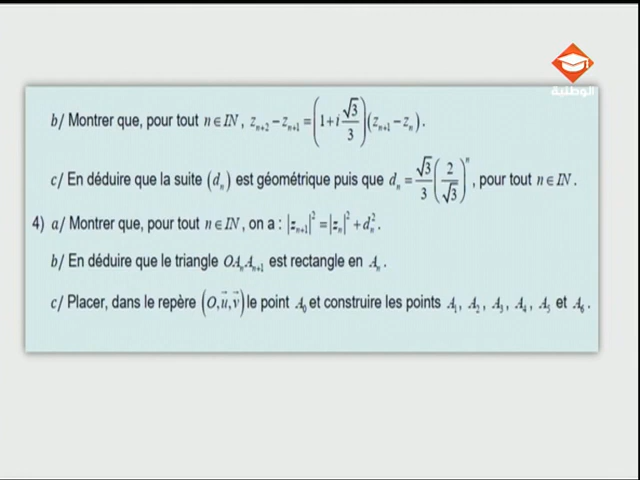 الوطنية
b/ Montrer que, pour tout n ∈ IN, z_{n+2} − z_{n+1} = (1 + i √3/3)(z_{n+1} − z_n).
c/ En déduire que la suite (d_n) est géométrique puis que d_n = √3/3 (2/√3)^n, pour tout n ∈ IN.
4) a/ Montrer que, pour tout n ∈ IN, on a : |z_{n+1}|² = |z_n|² + d_n².
b/ En déduire que le triangle OA_nA_{n+1} est rectangle en A_n.
c/ Placer, dans le repère (O, u⃗, v⃗) le point A_0 et construire les points A_1, A_2, A_3, A_4, A_5 et A_6.